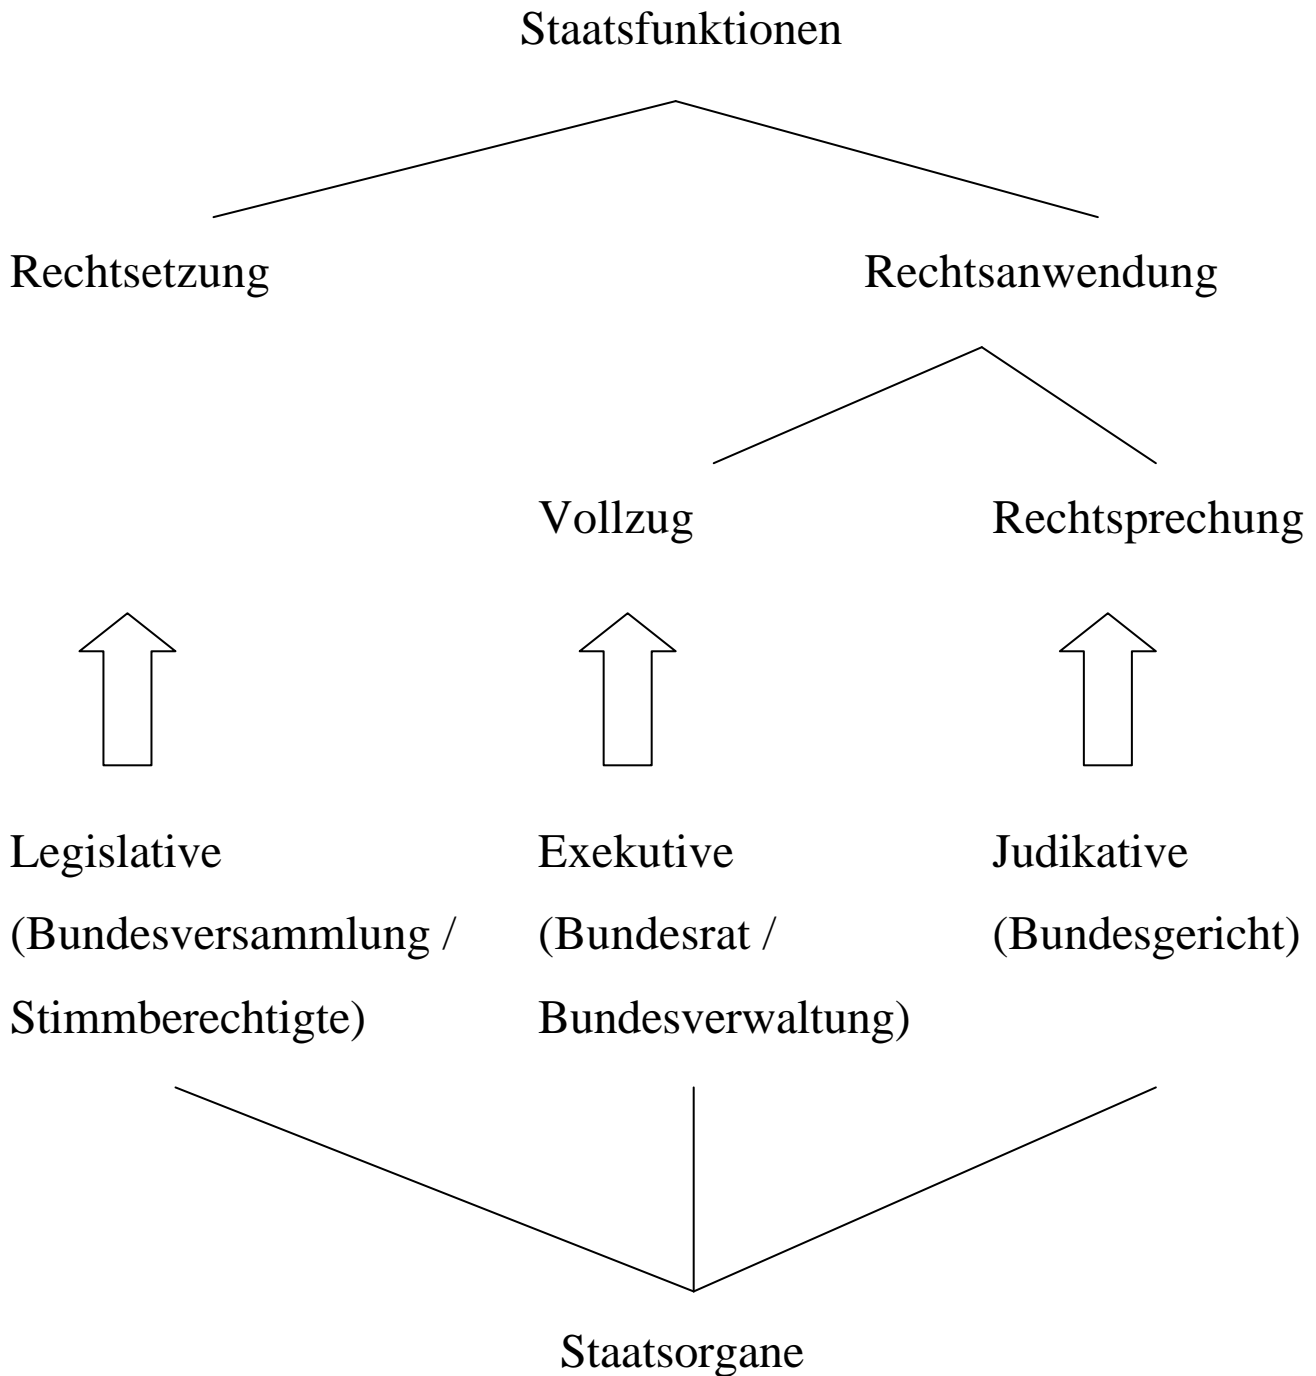 Staatsfunktionen
Rechtsetzung
Rechtsanwendung
Vollzug
Rechtsprechung
Legislative
(Bundesversammlung /
Stimmberechtigte)
Exekutive
(Bundesrat /
Bundesverwaltung)
Judikative
(Bundesgericht)
Staatsorgane